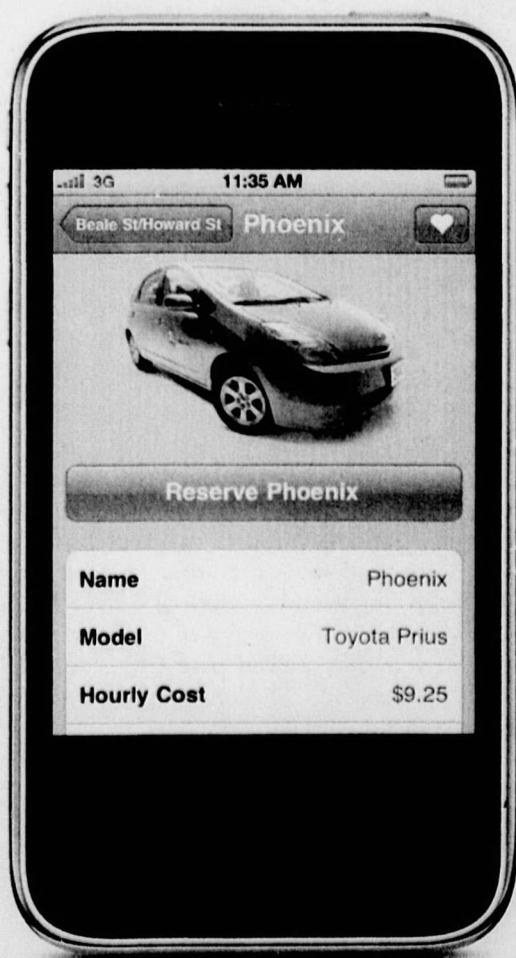 3G 11:35 AM
Beale St/Howard St Phoenix
Reserve Phoenix
Name Phoenix
Model Toyota Prius
Hourly Cost $9.25